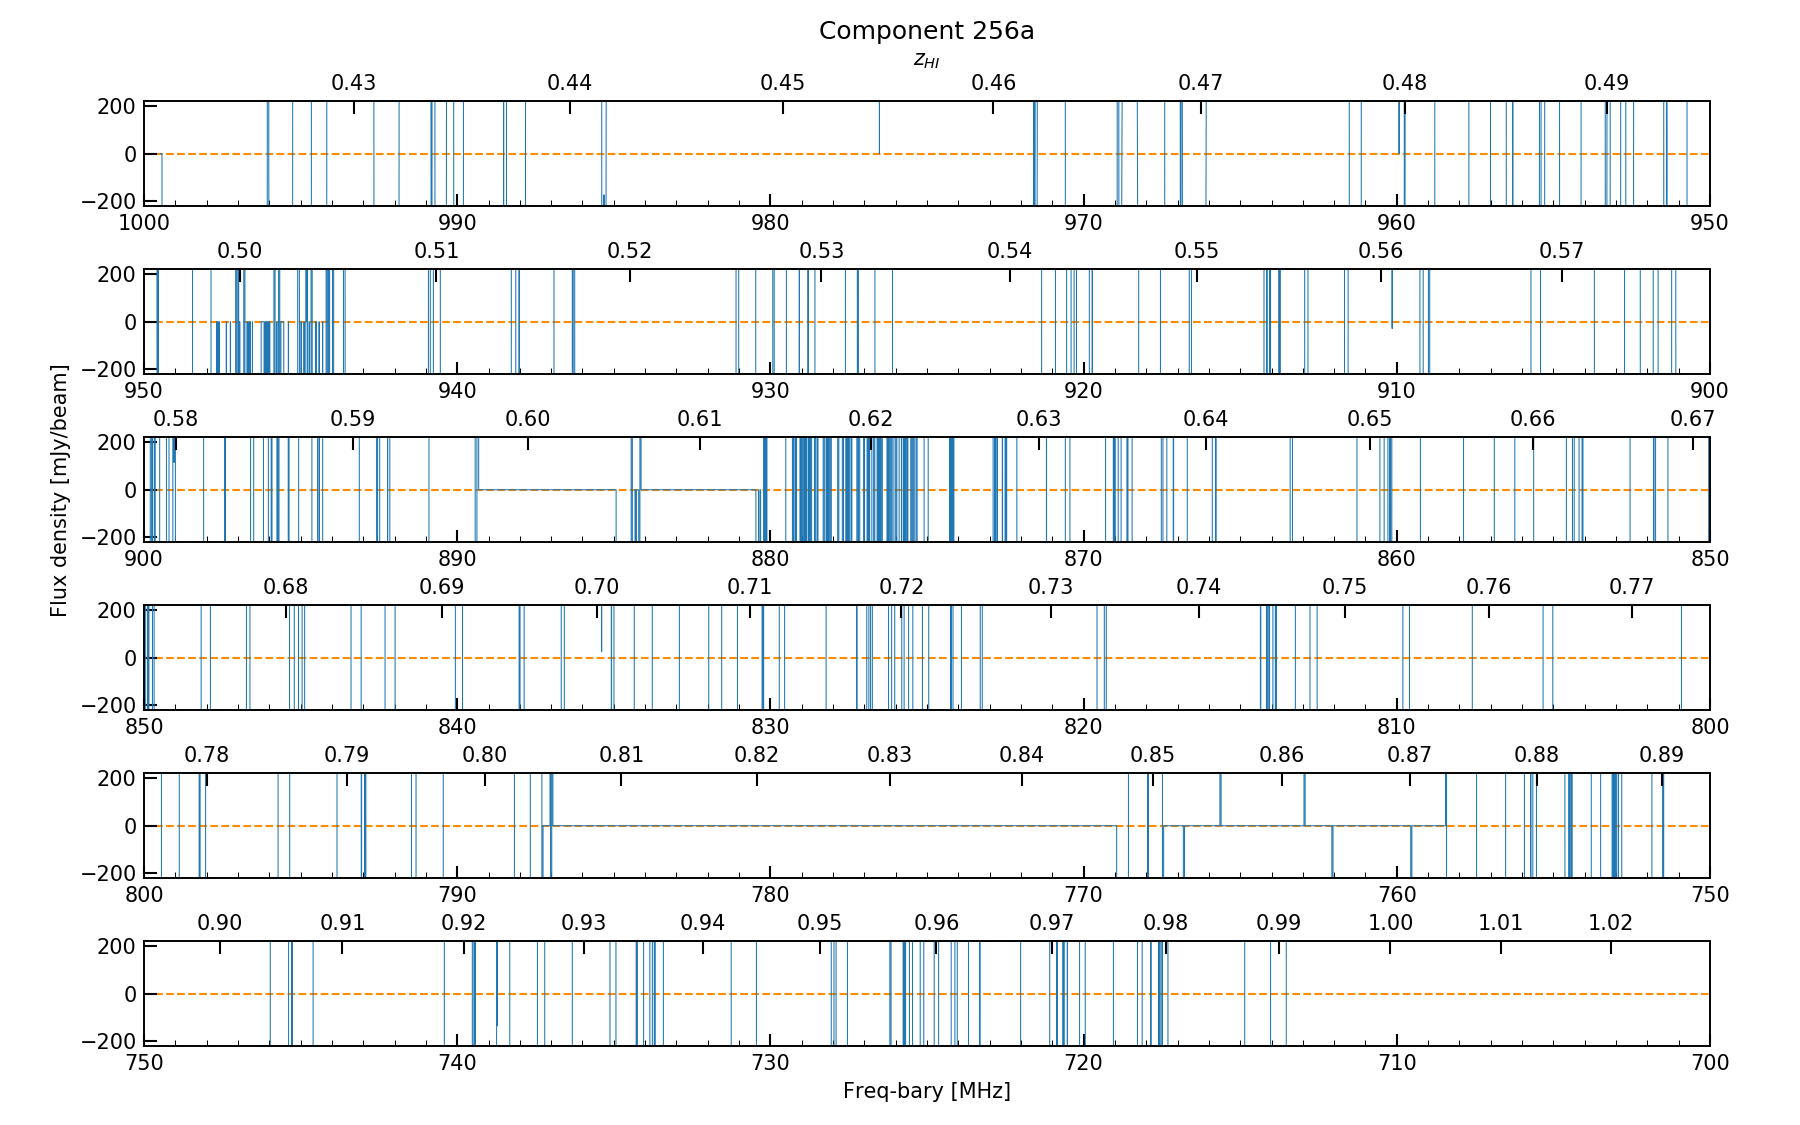 Component 256a
z_HI
0.43 0.44 0.45 0.46 0.47 0.48 0.49
200
0
−200
1000 990 980 970 960 950
0.50 0.51 0.52 0.53 0.54 0.55 0.56 0.57
200
0
−200
950 940 930 920 910 900
0.58 0.59 0.60 0.61 0.62 0.63 0.64 0.65 0.66 0.67
200
0
−200
900 890 880 870 860 850
Flux density [mJy/beam]
0.68 0.69 0.70 0.71 0.72 0.73 0.74 0.75 0.76 0.77
200
0
−200
850 840 830 820 810 800
0.78 0.79 0.80 0.81 0.82 0.83 0.84 0.85 0.86 0.87 0.88 0.89
200
0
−200
800 790 780 770 760 750
0.90 0.91 0.92 0.93 0.94 0.95 0.96 0.97 0.98 0.99 1.00 1.01 1.02
200
0
−200
750 740 730 720 710 700
Freq-bary [MHz]